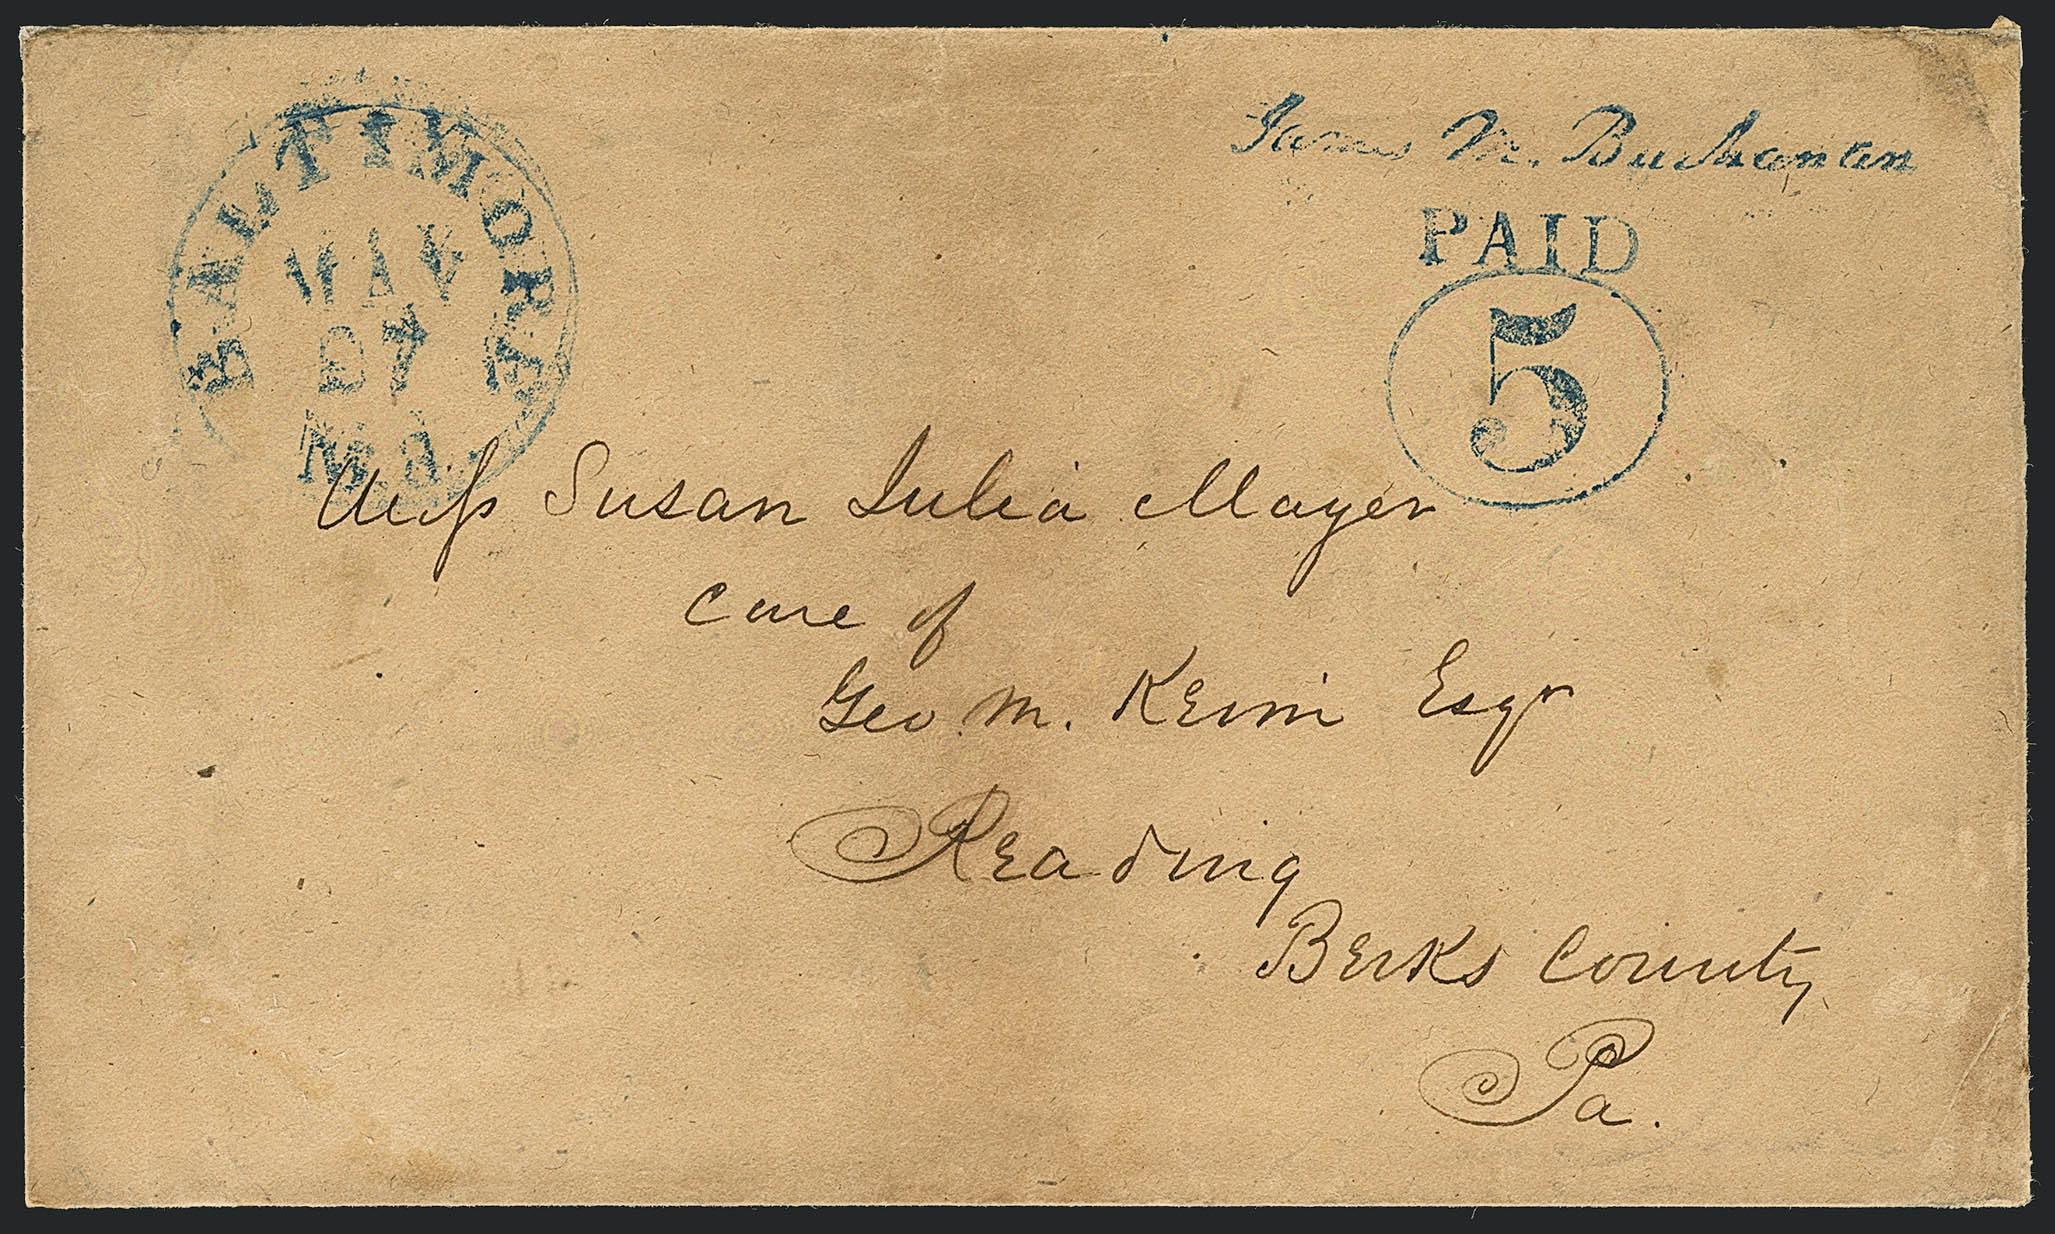 BALTIMORE
MAY
27
Md.
James M. Buchanan
PAID
5
Miss Susan Julia Mayer
Care of
Geo. M. Keim Esqr
Reading
Berks County
Pa.